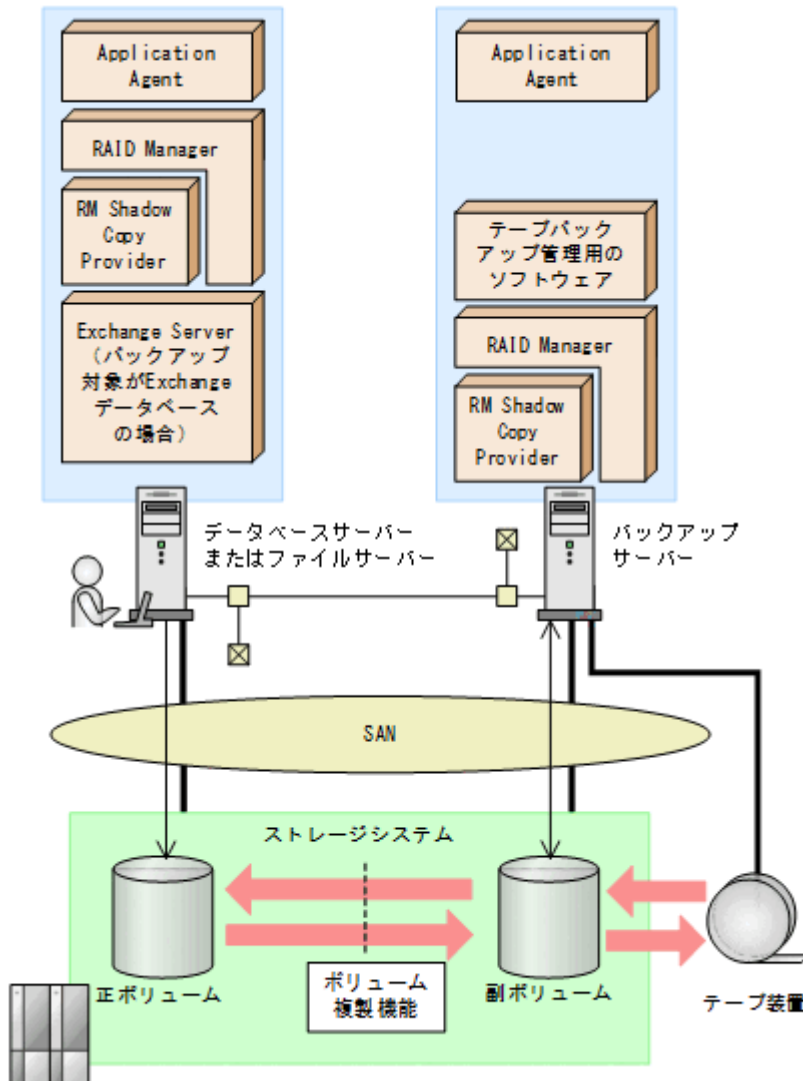 Application
Agent
RAID Manager
RM Shadow
Copy
Provider
Exchange Server
(バックアップ
対象がExchange
データベース
の場合)
Application
Agent
テープバック
アップ管理用の
ソフトウェア
RAID Manager
RM Shadow
Copy
Provider
データベースサーバー
またはファイルサーバー
バックアップ
サーバー
SAN
ストレージシステム
正ボリューム
ボリューム
複製機能
副ボリューム
テープ装置